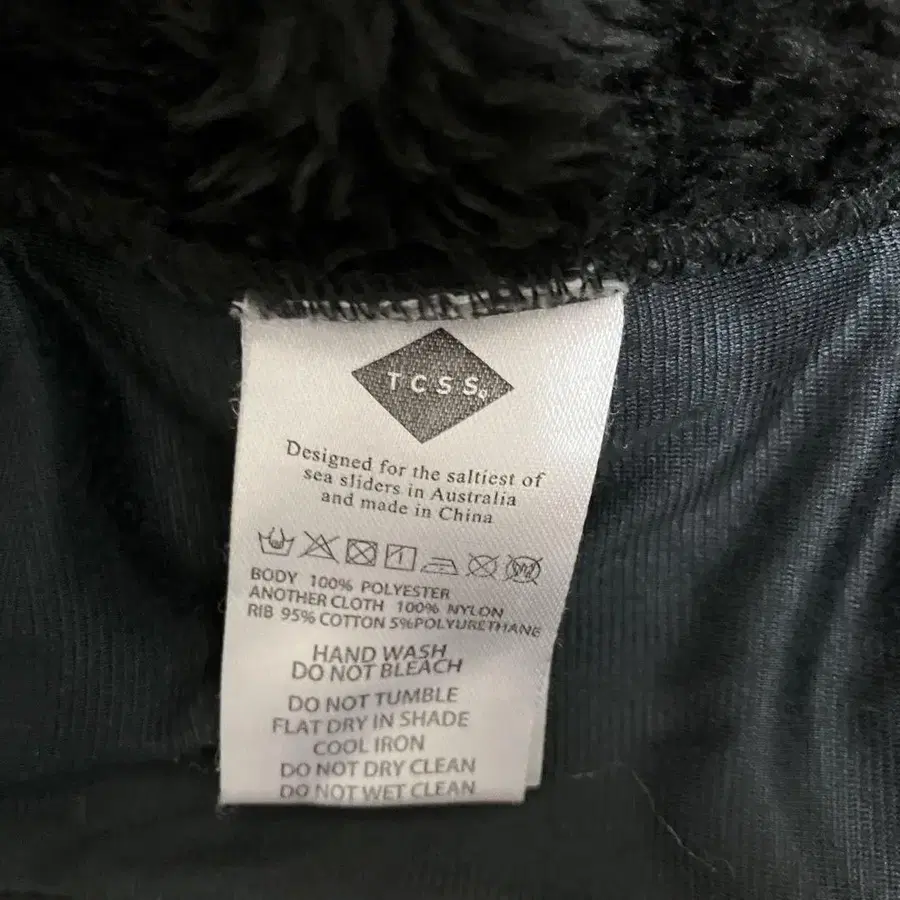 TCSS
Designed for the saltiest of
sea sliders in Australia
and made in China
BODY 100% POLYESTER
ANOTHER CLOTH 100% NYLON
RIB 95% COTTON 5%POLYURETHANE
HAND WASH
DO NOT BLEACH
DO NOT TUMBLE
FLAT DRY IN SHADE
COOL IRON
DO NOT DRY CLEAN
DO NOT WET CLEAN